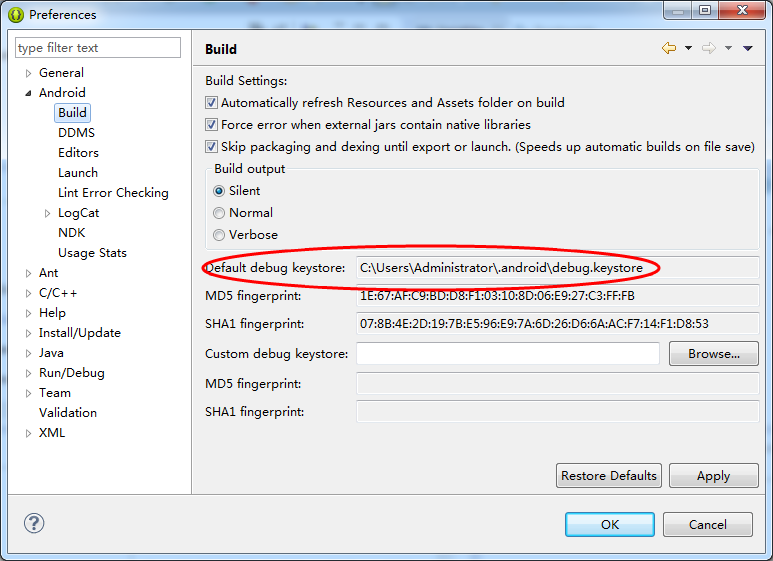 Preferences
type filter text
General
Android
Build
DDMS
Editors
Launch
Lint Error Checking
LogCat
NDK
Usage Stats
Ant
C/C++
Help
Install/Update
Java
Run/Debug
Team
Validation
XML
Build
Build Settings:
Automatically refresh Resources and Assets folder on build
Force error when external jars contain native libraries
Skip packaging and dexing until export or launch. (Speeds up automatic builds on file save)
Build output
Silent
Normal
Verbose
Default debug keystore: C:\Users\Administrator\.android\debug.keystore
MD5 fingerprint: 1E:67:AF:C9:BD:D8:F1:03:10:8D:06:E9:27:C3:FF:FB
SHA1 fingerprint: 07:8B:4E:2D:19:7B:E5:96:E9:7A:6D:26:D6:6A:AC:F7:14:F1:D8:53
Custom debug keystore: Browse...
MD5 fingerprint:
SHA1 fingerprint:
Restore Defaults Apply
? OK Cancel